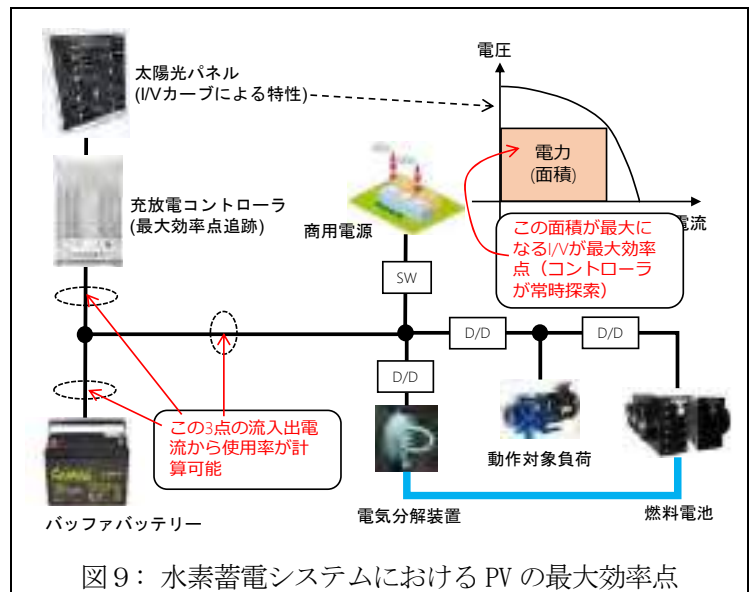 太陽光パネル
(I/Vカーブによる特性)
電圧
電力
(面積)
電流
充放電コントローラ
(最大効率点追跡)
商用電源
この面積が最大に
なるI/Vが最大効率
点（コントローラ
が常時探索）
SW
D/D
D/D
D/D
この3点の流入出電
流から使用率が計
算可能
動作対象負荷
バッファバッテリー
電気分解装置
燃料電池
図９： 水素蓄電システムにおける PV の最大効率点